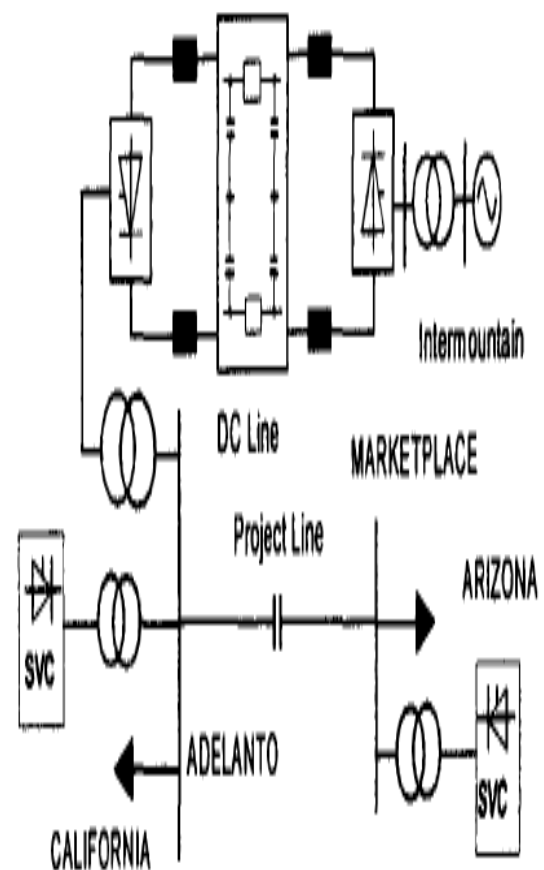 Intermountain
DC Line
MARKETPLACE
Project Line
ARIZONA
SVC
ADELANTO
SVC
CALIFORNIA